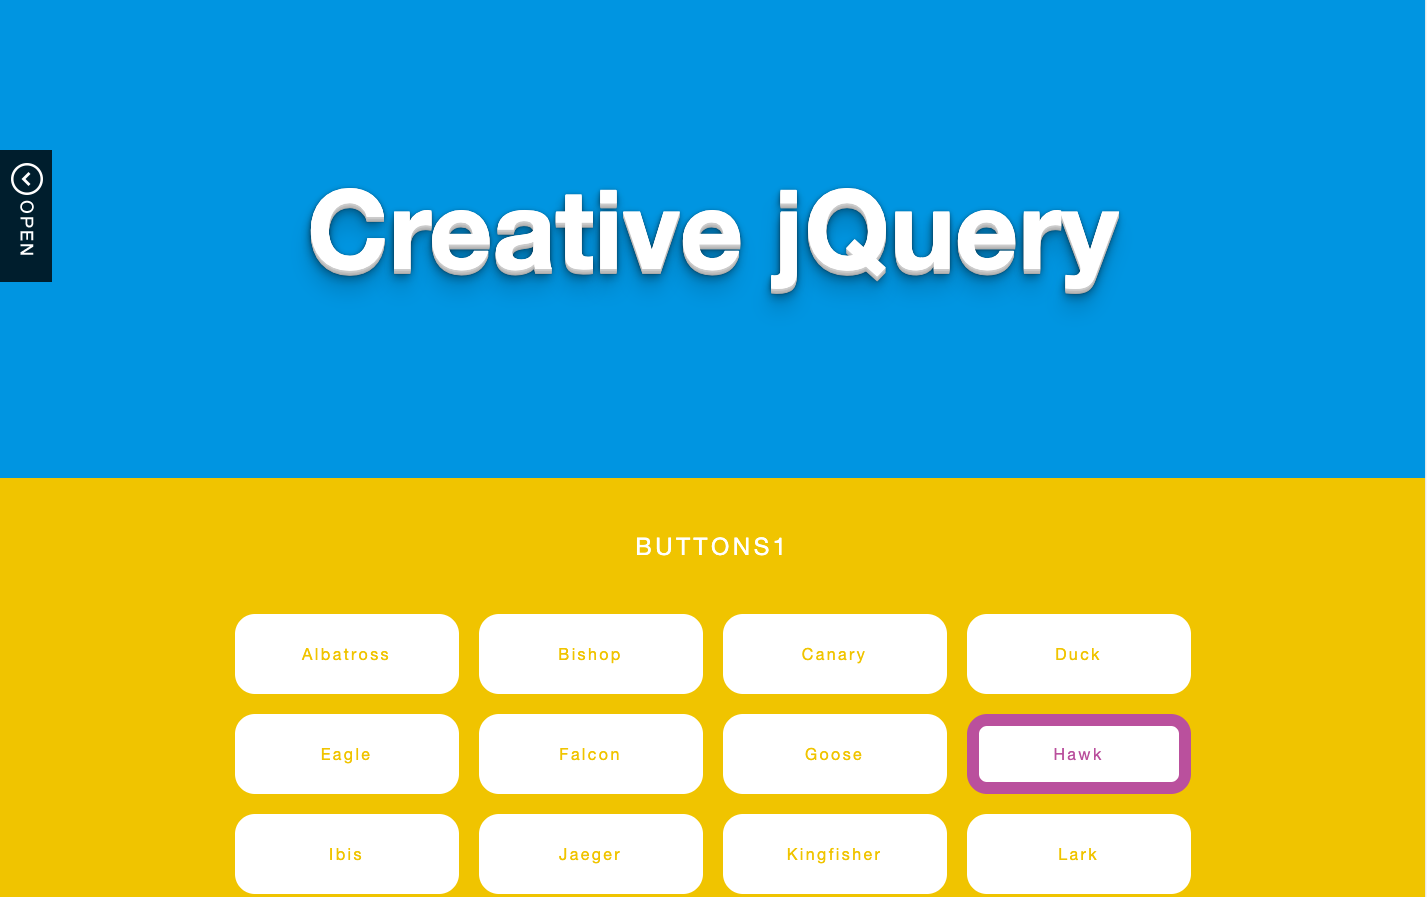 OPEN
Creative jQuery
BUTTONS1
Albatross
Bishop
Canary
Duck
Eagle
Falcon
Goose
Hawk
Ibis
Jaeger
Kingfisher
Lark